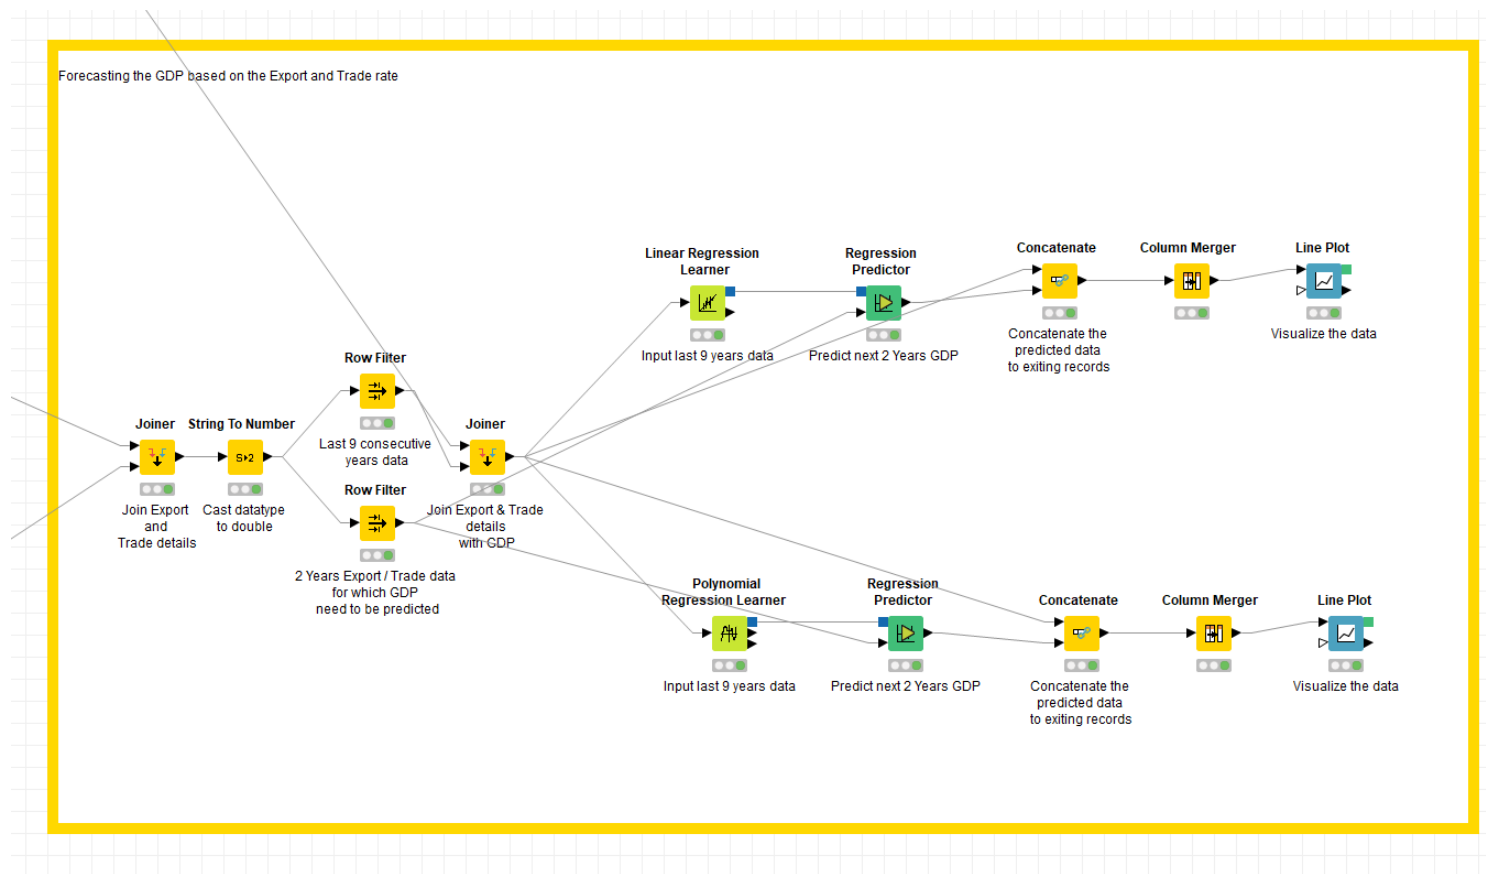 Forecasting the GDP based on the Export and Trade rate
Linear Regression
Learner
Input last 9 years data
Regression
Predictor
Predict next 2 Years GDP
Concatenate
Concatenate the
predicted data
to exiting records
Column Merger
Line Plot
Visualize the data
Joiner
Join Export
and
Trade details
String To Number
S▸2
Cast datatype
to double
Row Filter
Last 9 consecutive
years data
Row Filter
2 Years Export / Trade data
for which GDP
need to be predicted
Joiner
Join Export & Trade
details
with GDP
Polynomial
Regression Learner
Input last 9 years data
Regression
Predictor
Predict next 2 Years GDP
Concatenate
Concatenate the
predicted data
to exiting records
Column Merger
Line Plot
Visualize the data